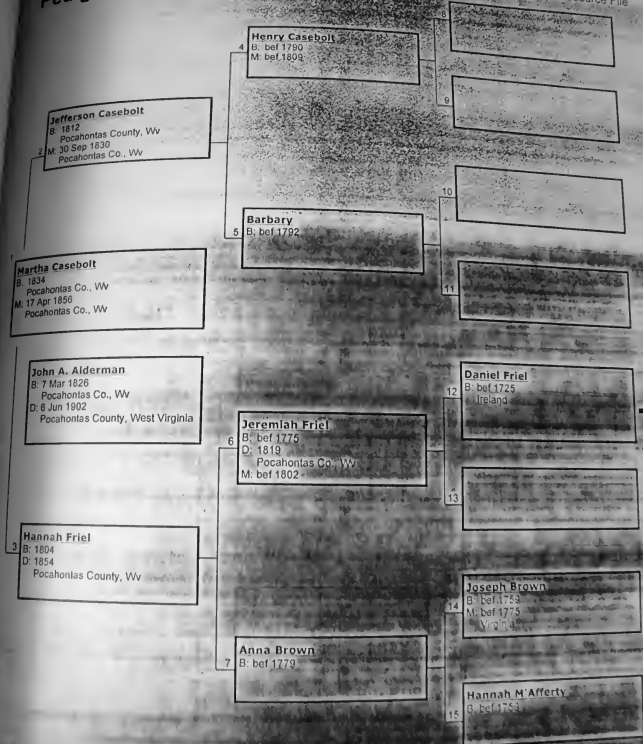 4
Henry Casebolt
B: bef 1790
M: bef 1809
8
9
2
Jefferson Casebolt
B: 1812
Pocahontas County, Wv
M: 30 Sep 1830
Pocahontas Co., Wv
10
5
Barbary
B: bef 1792
11
1
Martha Casebolt
B: 1834
Pocahontas Co., Wv
M: 17 Apr 1856
Pocahontas Co., Wv
John A. Alderman
B: 7 Mar 1826
Pocahontas Co., Wv
D: 6 Jun 1902
Pocahontas County, West Virginia
12
Daniel Friel
B: bef 1725
Ireland
6
Jeremiah Friel
B: bef 1775
D: 1819
Pocahontas Co., Wv
M: bef 1802
13
3
Hannah Friel
B: 1804
D: 1854
Pocahontas County, Wv
14
Joseph Brown
B: bef 1759
M: bef 1775
Virginia
7
Anna Brown
B: bef 1779
15
Hannah M'Afferty
B: bef 1759